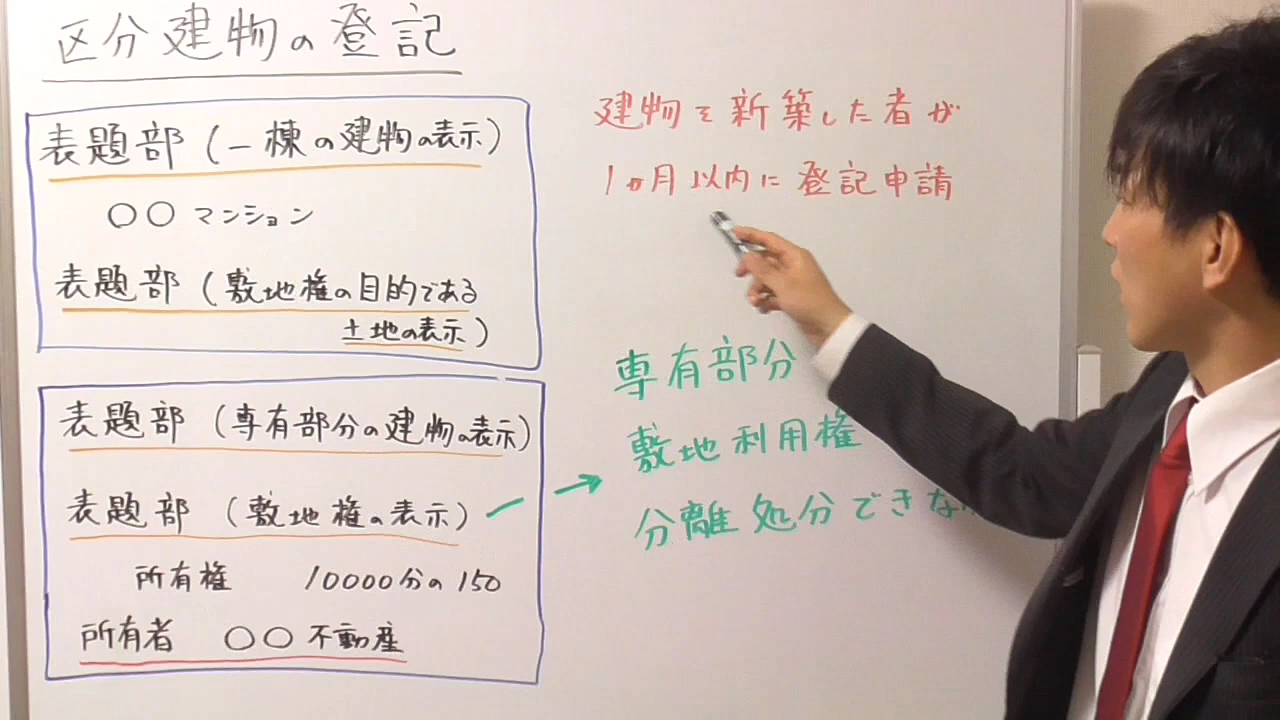 区分建物の登記
表題部(一棟の建物の表示)
〇〇マンション
表題部(敷地権の目的である
土地の表示)
表題部(専有部分の建物の表示)
表題部(敷地権の表示)
所有権 10000分の150
所有者 〇〇不動産
建物を新築した者が
1ヶ月以内に登記申請
専有部分
敷地利用権
分離処分できな